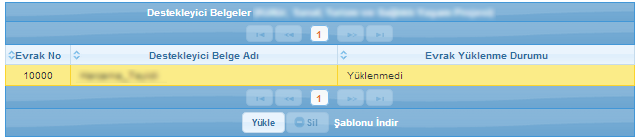 Destekleyici Belgeler
1
Evrak No Destekleyici Belge Adı Evrak Yüklenme Durumu
10000 Yüklenmedi
1
Yükle Sil Şablonu İndir